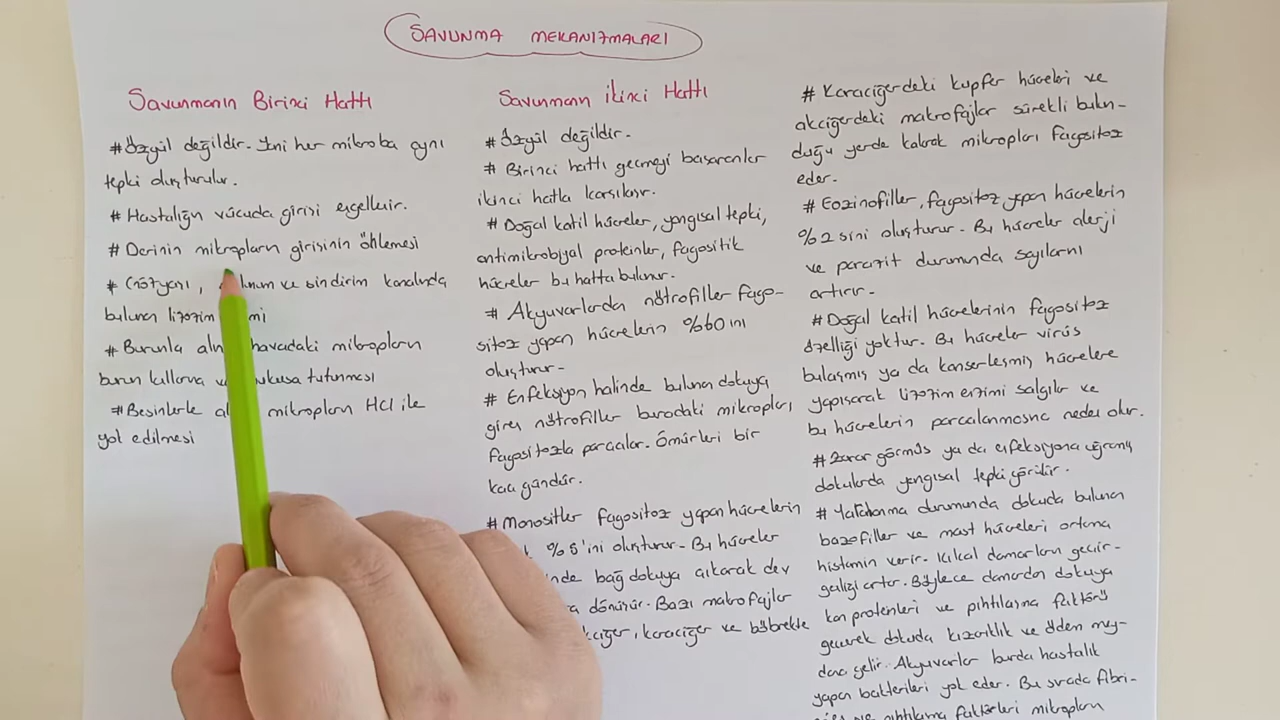 SAVUNMA MEKANİZMALARI
Savunmanın Birinci Hattı
#Özgül değildir. Yani her mikroba aynı
tepki oluşturulur.
#Hastalığın vücuda girişi engellenir.
# Derinin mikropların girişinin önlemesi
# Gözyaşı, ve sindirim kanalında
bulunan lizozim
#Burunla havadaki mikropların
burun kıllarına tutunması
#Besinlerle mikropların HCl ile
yok edilmesi
Savunmanın İkinci Hattı
# Özgül değildir.
# Birinci hattı geçmeyi başaranlar
ikinci hatla karşılaşır.
# Doğal katil hücreler, yangısal tepki,
antimikrobiyal proteinler, fagositik
hücreler bu hatta bulunur.
# Akyuvarlarda nötrofiller fago-
sitoz yapan hücrelerin %60 ını
oluşturur.
# Enfeksiyon halinde bulunan dokuya
giren nötrofiller buradaki mikropları
fagositozla parçalar. Ömürleri bir
kaç gündür.
#Monositler fagositoz yapan hücrelerin
%5'ini oluşturur. Bu hücreler
bağ dokuya çıkarak dev
dönüşür. Bazı makrofajlar
karaciğer ve böbrekte
# Karaciğerdeki kupfer hücreleri ve
akciğerdeki makrofajlar sürekli bulun-
duğu yerde kalarak mikropları fagositoz
eder.
# Eozinofiller, fagositoz yapan hücrelerin
%2 sini oluşturur. Bu hücreler alerji
ve parazit durumunda sayılarını
artırır.
#Doğal katil hücrelerinin fagositoz
özelliği yoktur. Bu hücreler virüs
bulaşmış ya da kanserleşmiş hücrelere
yapışarak lizozim enzimi salgılar ve
bu hücrelerin parçalanmasına neden olur.
#Zarar görmüş ya da enfeksiyona uğramış
dokularda yangısal tepki görülür.
# Yaralanma durumunda dokuda bulunan
bazofiller ve mast hücreleri ortama
histamin verir. Kılcal damarların geçir-
genliği artar. Böylece damardan dokuya
kan proteinleri ve pıhtılaşma faktörü
geçerek dokuda kızarıklık ve ödem mey-
dana gelir. Akyuvarlar burda hastalık
yapan bakterileri yok eder. Bu sırada fibri-
ve pıhtılaşma faktörleri mikropların